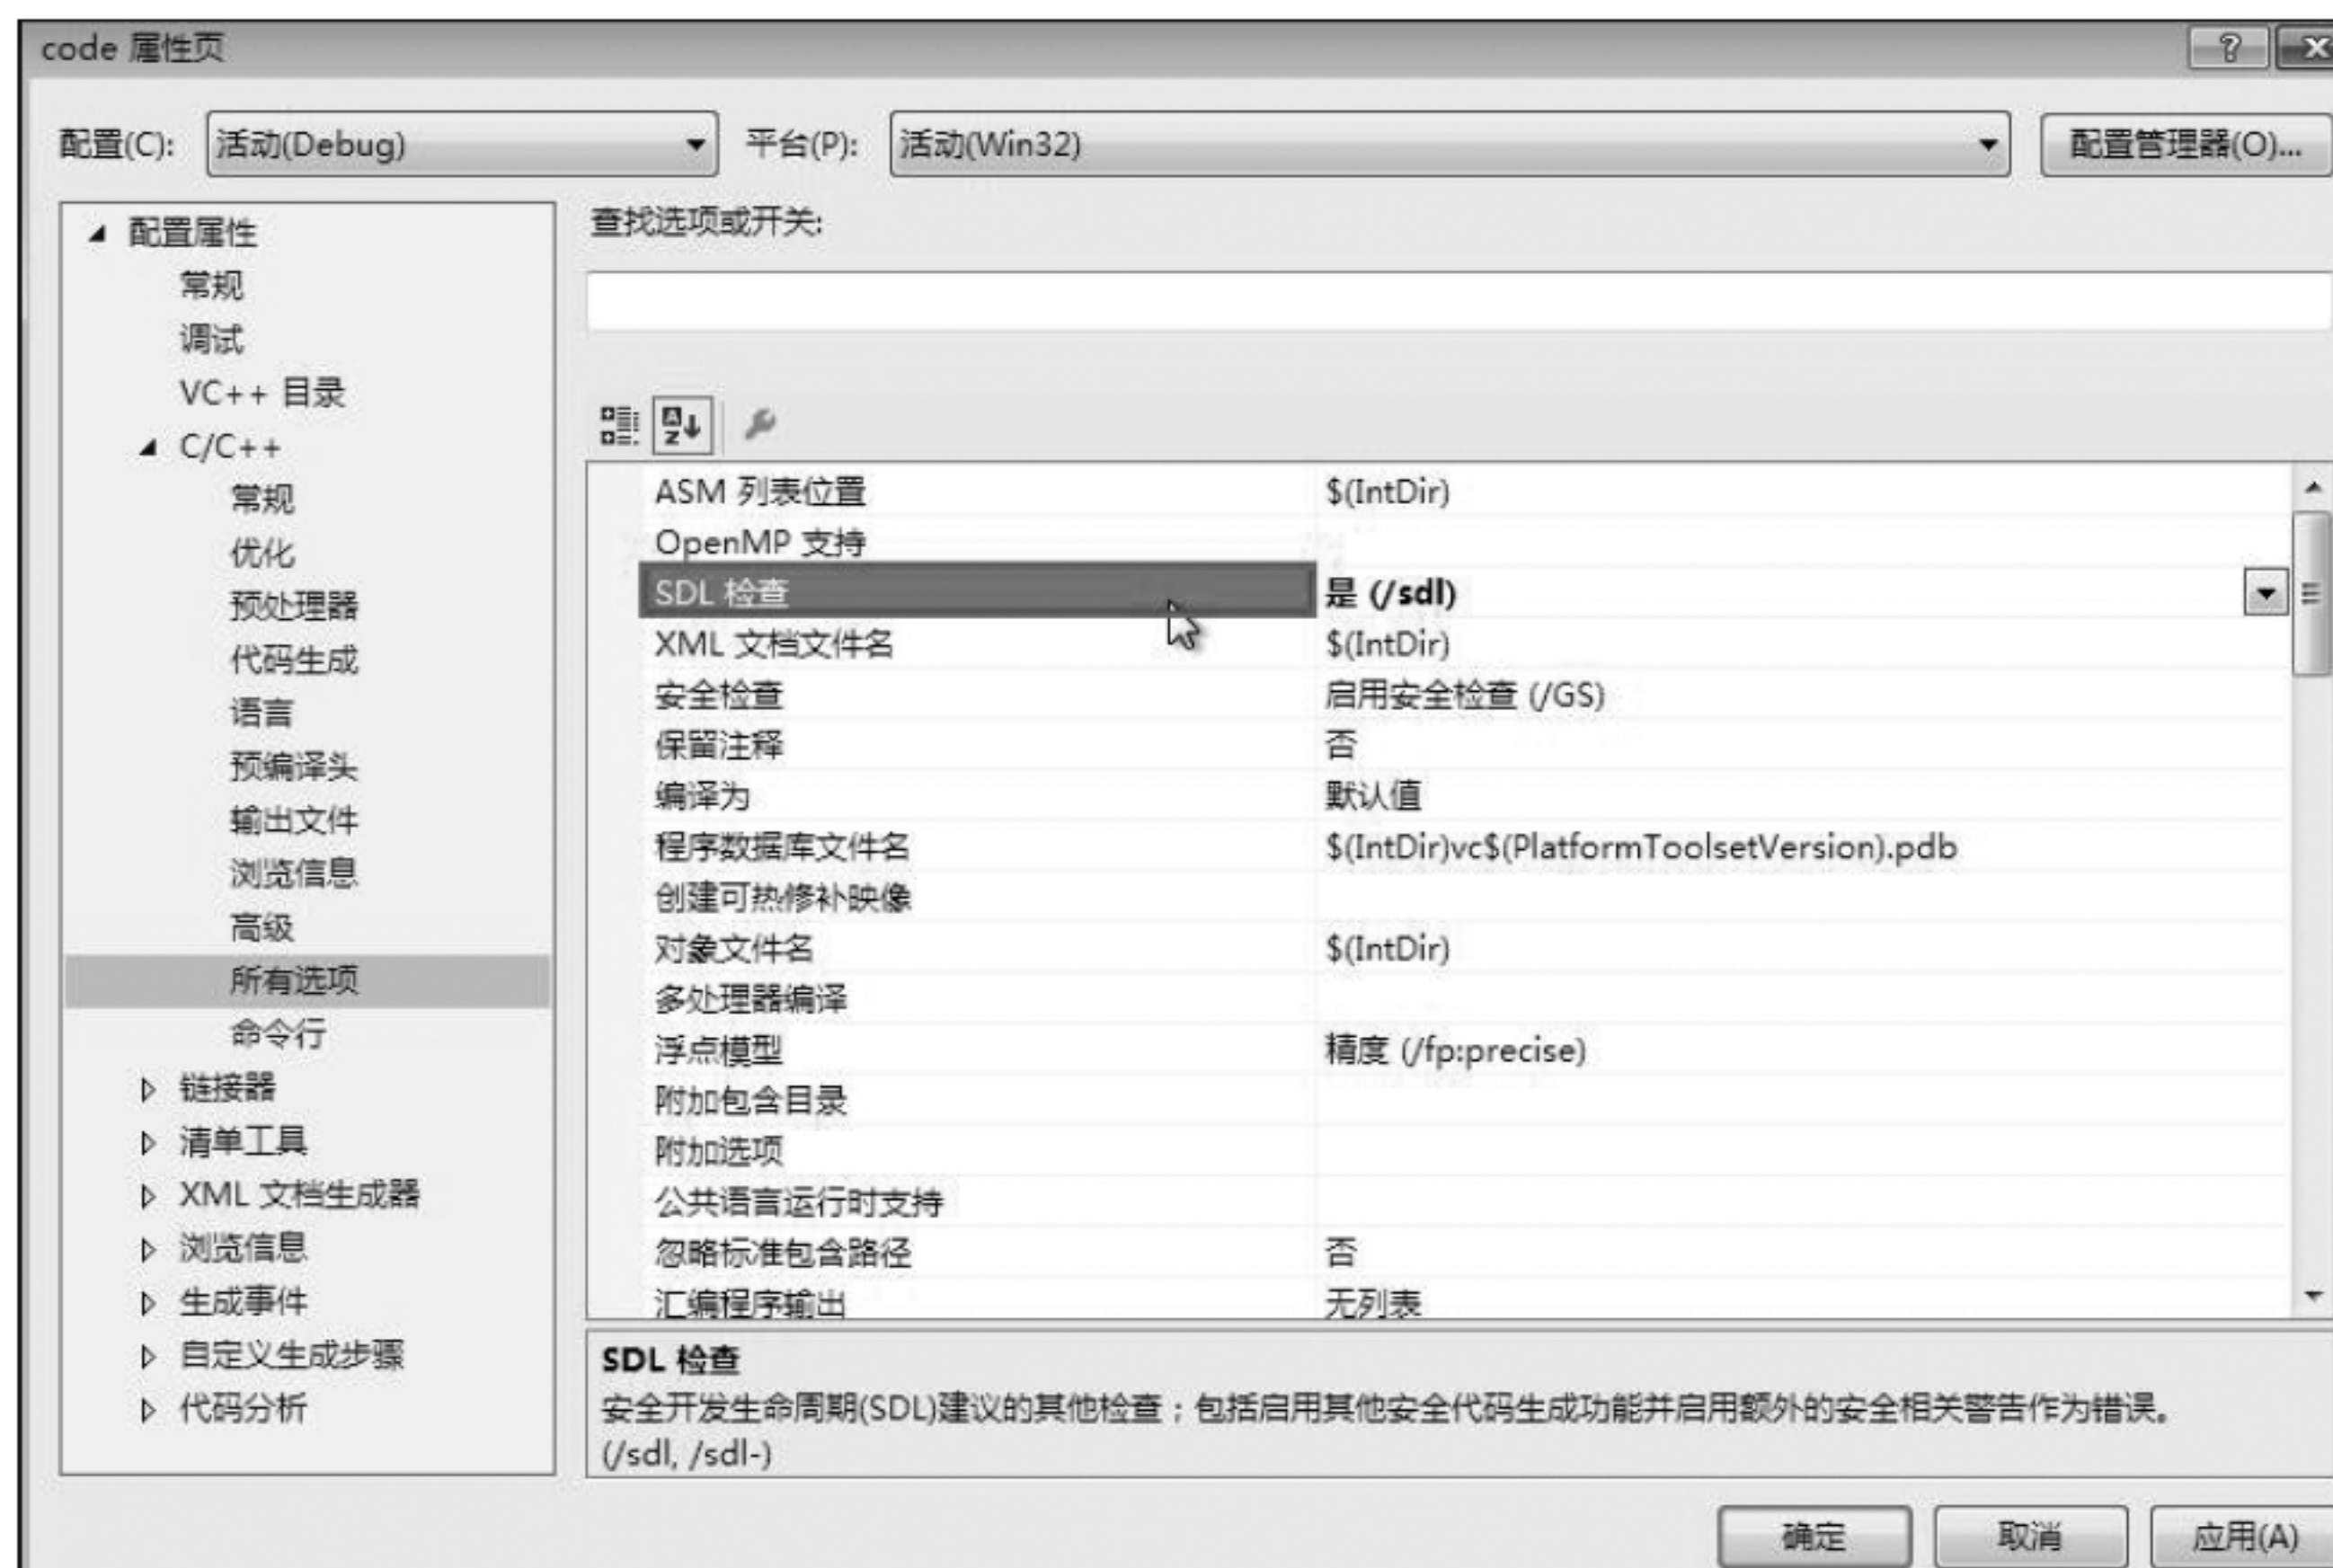 code 属性页
配置(C): 活动(Debug) 平台(P): 活动(Win32) 配置管理器(O)...
配置属性
常规
调试
VC++ 目录
C/C++
常规
优化
预处理器
代码生成
语言
预编译头
输出文件
浏览信息
高级
所有选项
命令行
链接器
清单工具
XML 文档生成器
浏览信息
生成事件
自定义生成步骤
代码分析
查找选项或开关:
ASM 列表位置 $(IntDir)
OpenMP 支持
SDL 检查 是 (/sdl)
XML 文档文件名 $(IntDir)
安全检查 启用安全检查 (/GS)
保留注释 否
编译为 默认值
程序数据库文件名 $(IntDir)vc$(PlatformToolsetVersion).pdb
创建可热修补映像
对象文件名 $(IntDir)
多处理器编译
浮点模型 精度 (/fp:precise)
附加包含目录
附加选项
公共语言运行时支持
忽略标准包含路径 否
汇编程序输出 无列表
SDL 检查
安全开发生命周期(SDL)建议的其他检查；包括启用其他安全代码生成功能并启用额外的安全相关警告作为错误。
(/sdl, /sdl-)
确定 取消 应用(A)